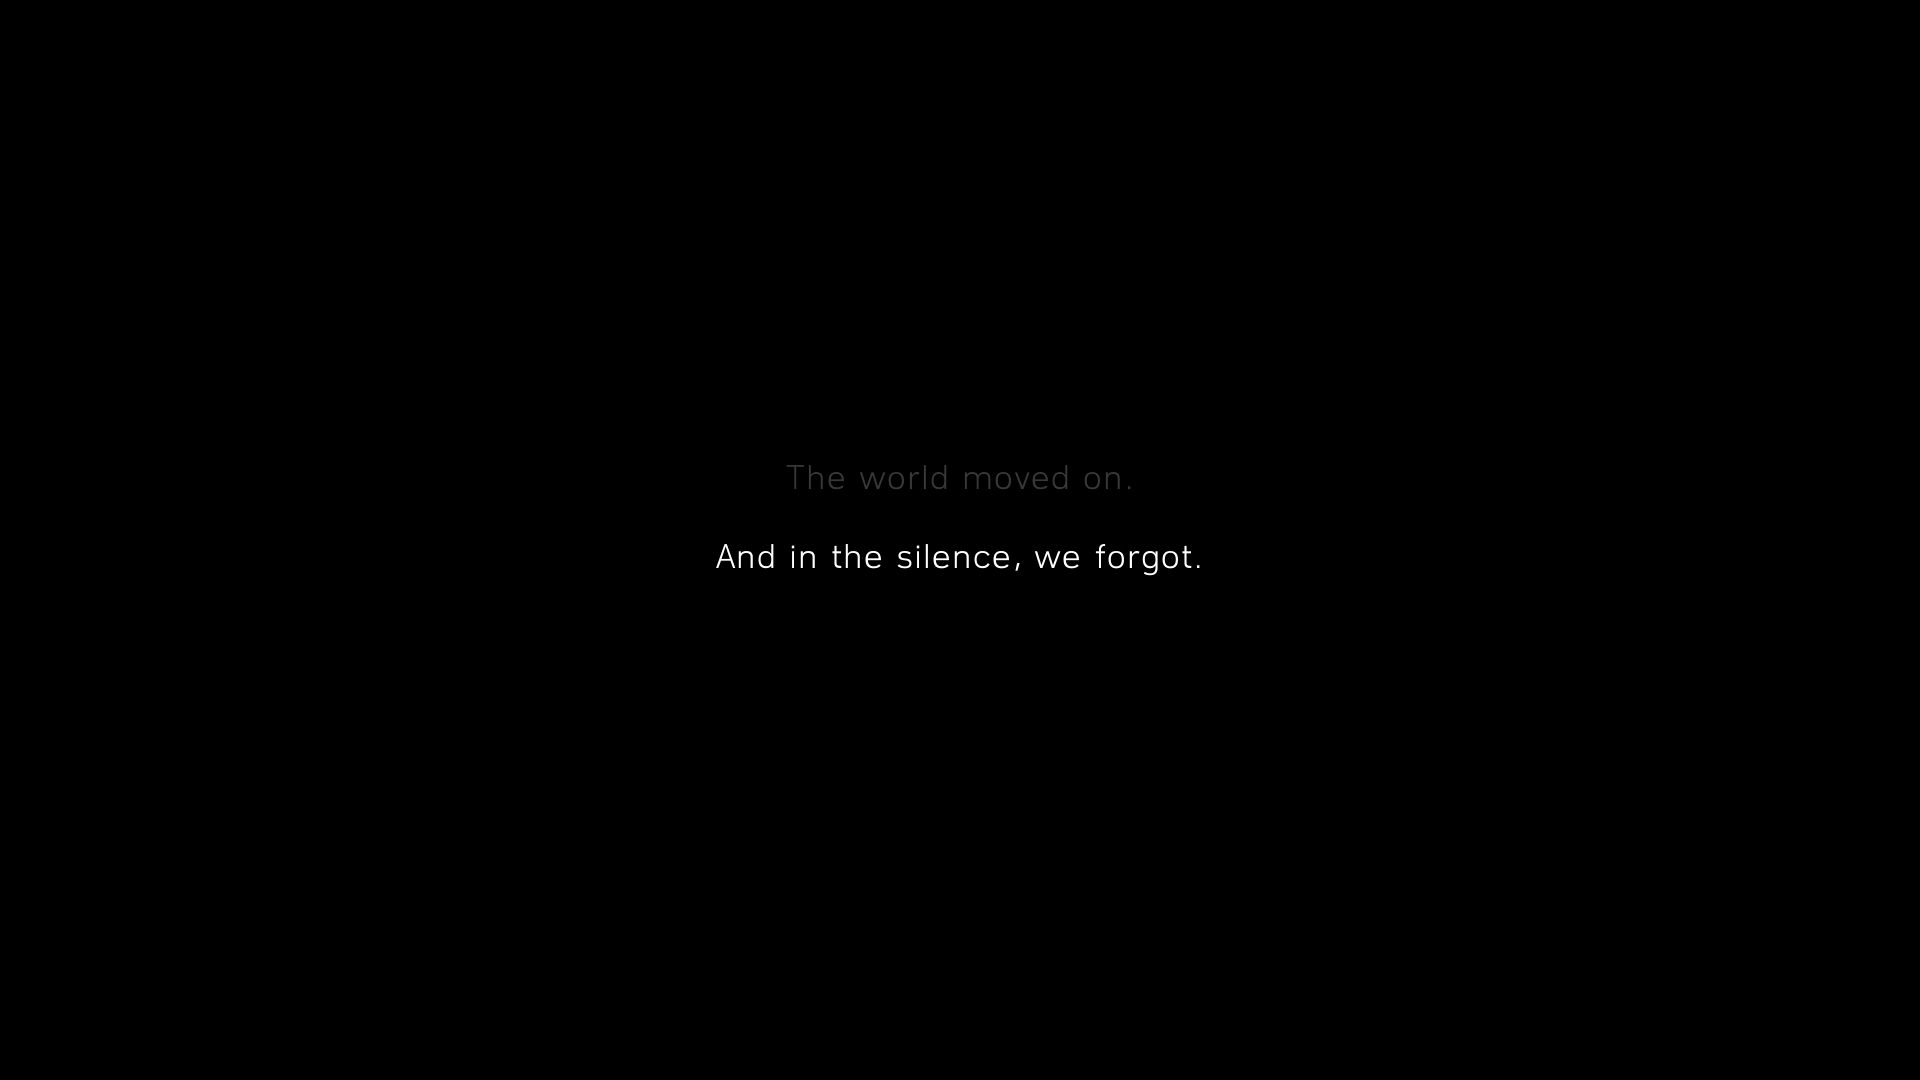 The world moved on.
And in the silence, we forgot.